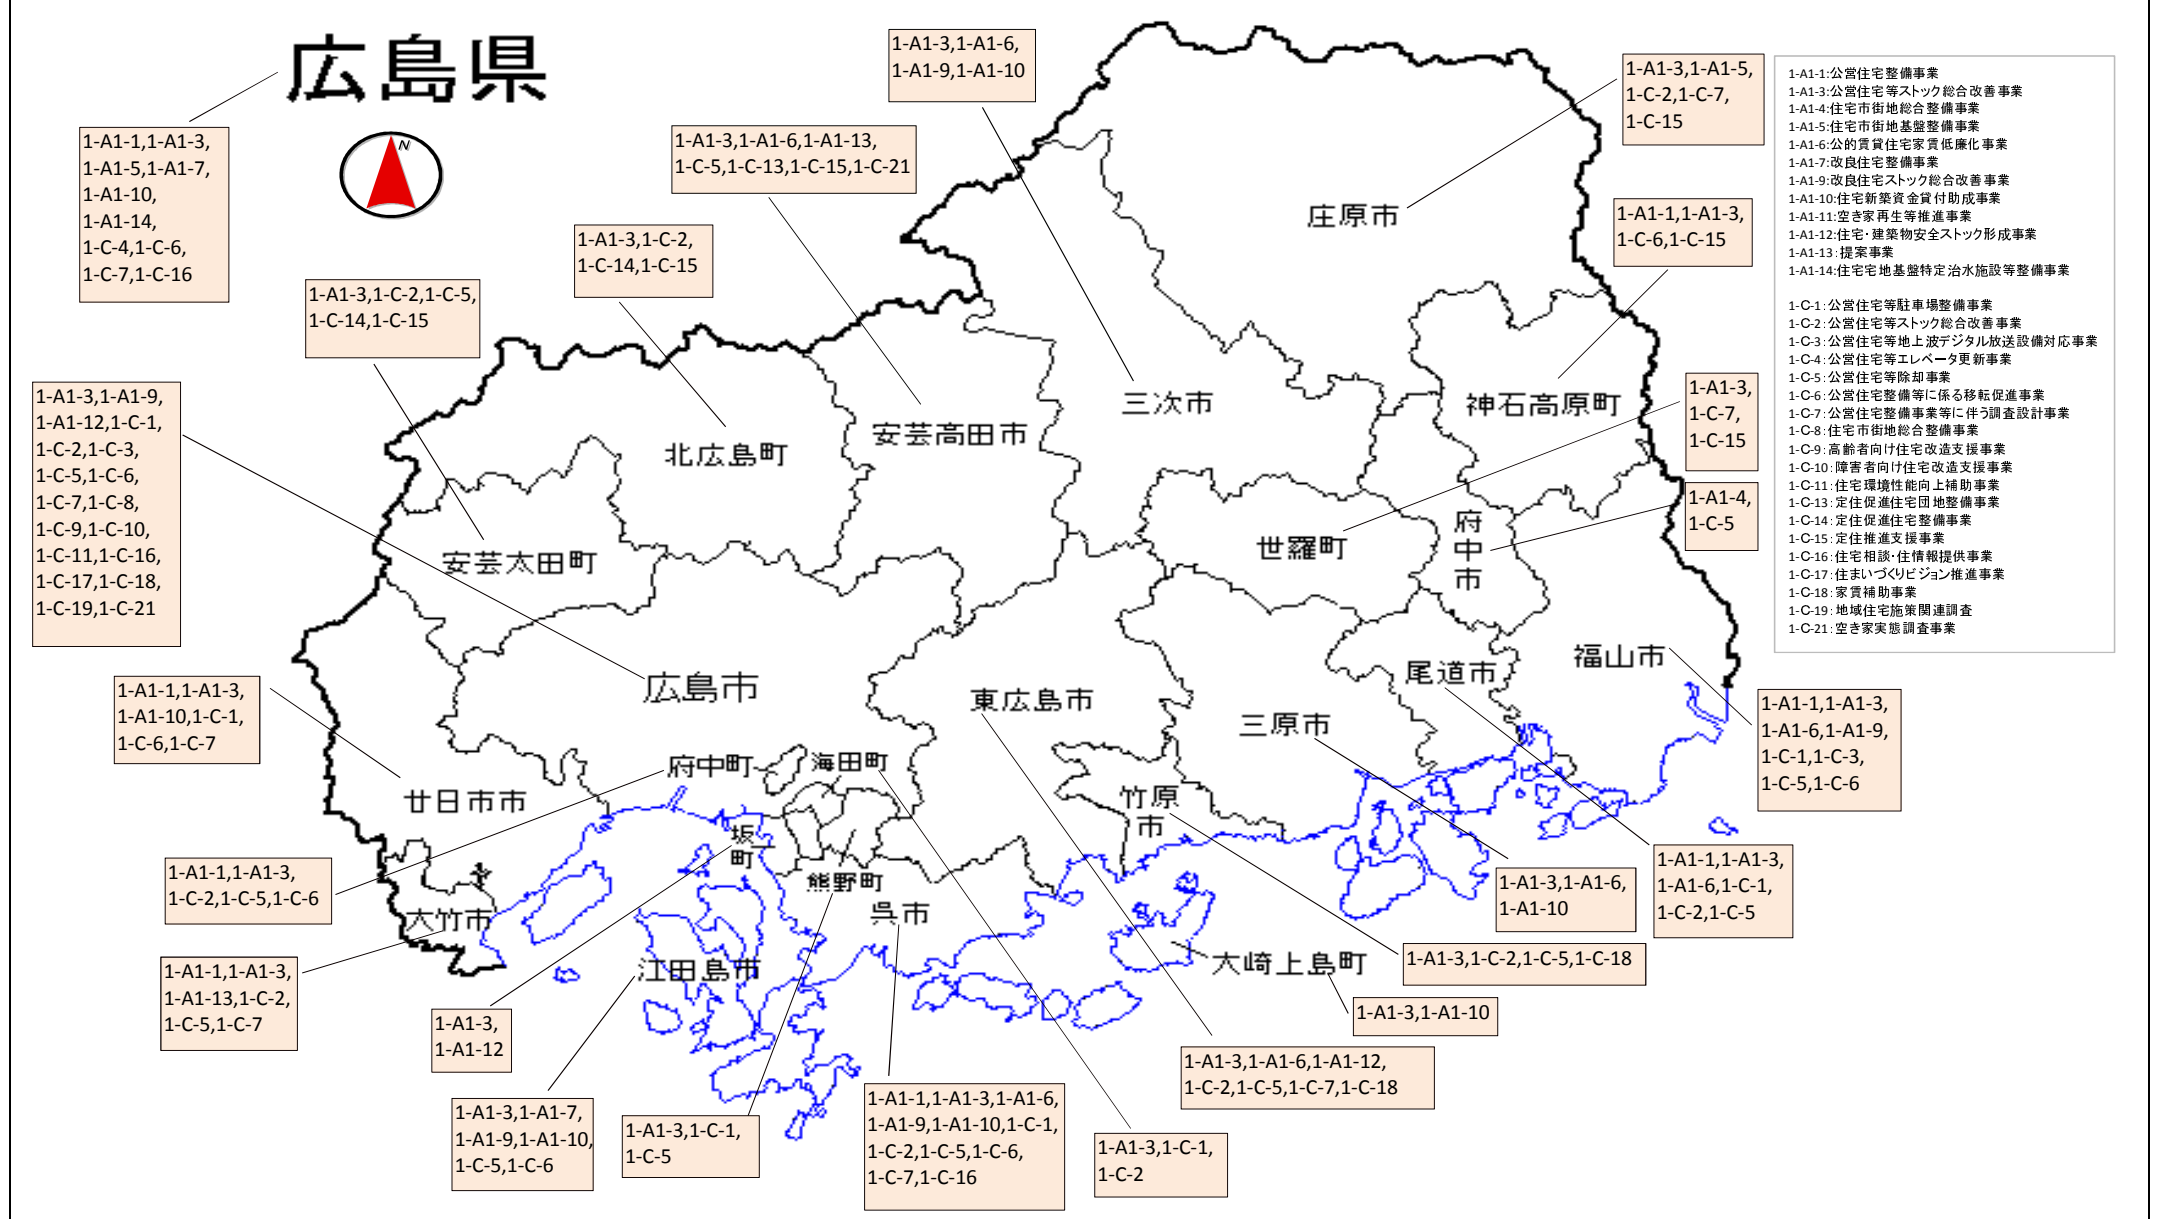 広島県
N
1-A1-1,1-A1-3,
1-A1-5,1-A1-7,
1-A1-10,
1-A1-14,
1-C-4,1-C-6,
1-C-7,1-C-16
1-A1-3,1-A1-6,
1-A1-9,1-A1-10
1-A1-3,1-A1-5,
1-C-2,1-C-7,
1-C-15
1-A1-3,1-A1-6,1-A1-13,
1-C-5,1-C-13,1-C-15,1-C-21
1-A1-1,1-A1-3,
1-C-6,1-C-15
1-A1-3,1-C-2,
1-C-14,1-C-15
1-A1-3,1-C-2,1-C-5,
1-C-14,1-C-15
1-A1-3,1-A1-9,
1-A1-12,1-C-1,
1-C-2,1-C-3,
1-C-5,1-C-6,
1-C-7,1-C-8,
1-C-9,1-C-10,
1-C-11,1-C-16,
1-C-17,1-C-18,
1-C-19,1-C-21
1-A1-3,
1-C-7,
1-C-15
1-A1-4,
1-C-5
1-A1-1:公営住宅整備事業
1-A1-3:公営住宅等ストック総合改善事業
1-A1-4:住宅市街地総合整備事業
1-A1-5:住宅市街地基盤整備事業
1-A1-6:公的賃貸住宅家賃低廉化事業
1-A1-7:改良住宅整備事業
1-A1-9:改良住宅ストック総合改善事業
1-A1-10:住宅新築資金貸付助成事業
1-A1-11:空き家再生等推進事業
1-A1-12:住宅・建築物安全ストック形成事業
1-A1-13:提案事業
1-A1-14:住宅宅地基盤特定治水施設等整備事業
1-C-1:公営住宅等駐車場整備事業
1-C-2:公営住宅等ストック総合改善事業
1-C-3:公営住宅等地上波デジタル放送設備対応事業
1-C-4:公営住宅等エレベータ更新事業
1-C-5:公営住宅等除却事業
1-C-6:公営住宅整備等に係る移転促進事業
1-C-7:公営住宅整備事業等に伴う調査設計事業
1-C-8:住宅市街地総合整備事業
1-C-9:高齢者向け住宅改造支援事業
1-C-10:障害者向け住宅改造支援事業
1-C-11:住宅環境性能向上補助事業
1-C-13:定住促進住宅団地整備事業
1-C-14:定住促進住宅整備事業
1-C-15:定住推進支援事業
1-C-16:住宅相談・住情報提供事業
1-C-17:住まいづくりビジョン推進事業
1-C-18:家賃補助事業
1-C-19:地域住宅施策関連調査
1-C-21:空き家実態調査事業
庄原市
三次市
神石高原町
安芸高田市
北広島町
安芸太田町
世羅町
府中市
福山市
尾道市
三原市
東広島市
広島市
府中町
海田町
廿日市市
竹原市
坂町
熊野町
大竹市
呉市
江田島市
大崎上島町
1-A1-1,1-A1-3,
1-A1-10,1-C-1,
1-C-6,1-C-7
1-A1-1,1-A1-3,
1-A1-6,1-A1-9,
1-C-1,1-C-3,
1-C-5,1-C-6
1-A1-1,1-A1-3,
1-C-2,1-C-5,1-C-6
1-A1-1,1-A1-3,
1-A1-6,1-C-1,
1-C-2,1-C-5
1-A1-3,1-A1-6,
1-A1-10
1-A1-3,1-C-2,1-C-5,1-C-18
1-A1-1,1-A1-3,
1-A1-13,1-C-2,
1-C-5,1-C-7
1-A1-3,1-A1-10
1-A1-3,
1-A1-12
1-A1-3,1-A1-6,1-A1-12,
1-C-2,1-C-5,1-C-7,1-C-18
1-A1-3,1-A1-7,
1-A1-9,1-A1-10,
1-C-5,1-C-6
1-A1-3,1-C-1,
1-C-5
1-A1-1,1-A1-3,1-A1-6,
1-A1-9,1-A1-10,1-C-1,
1-C-2,1-C-5,1-C-6,
1-C-7,1-C-16
1-A1-3,1-C-1,
1-C-2